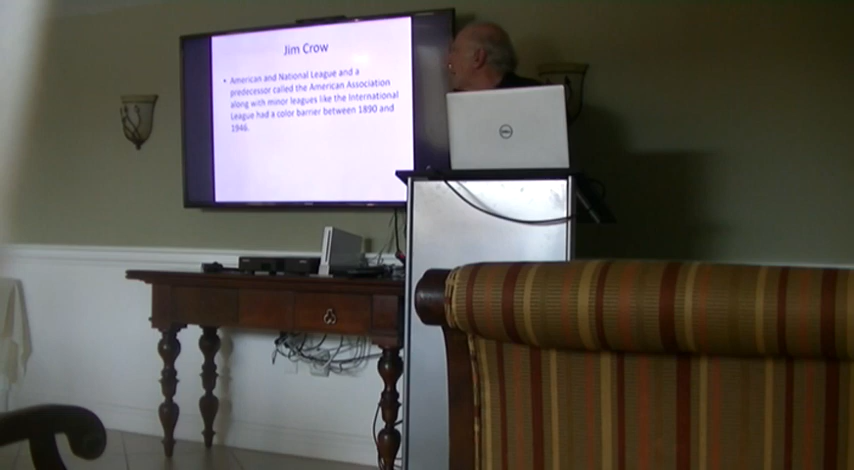 Jim Crow
• American and National League and a
predecessor called the American Association
along with minor leagues like the International
League had a color barrier between 1890 and
1946.
DELL